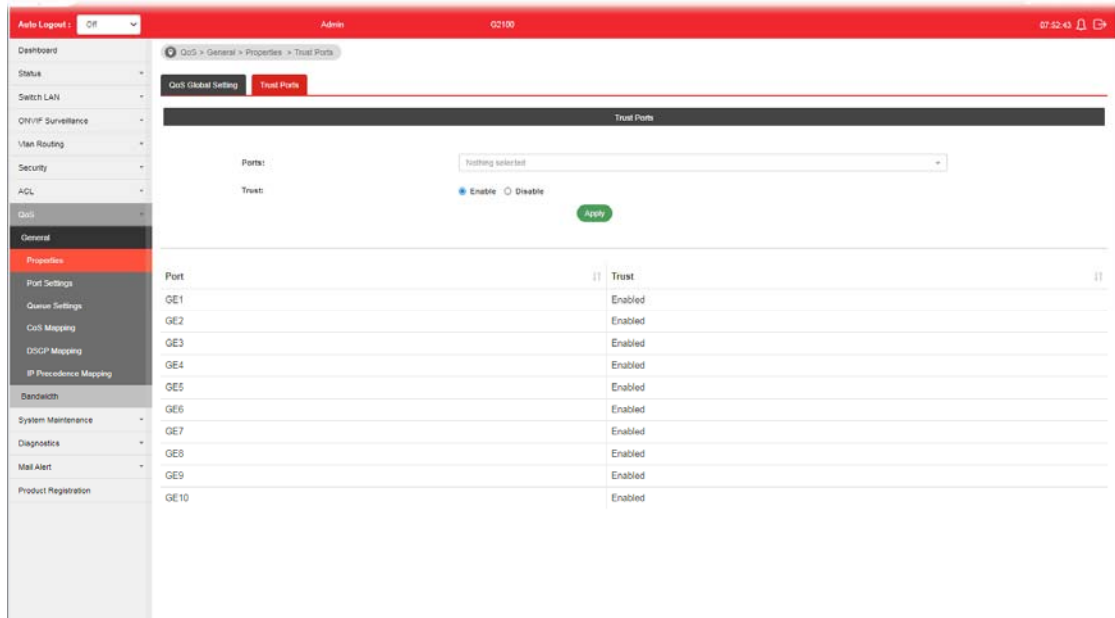 Auto Logout : Off Admin G2100 07:52:43
Dashboard
Status
Switch LAN
ONVIF Surveillance
Vlan Routing
Security
ACL
QoS
General
Properties
Port Settings
Queue Settings
CoS Mapping
DSCP Mapping
IP Precedence Mapping
Bandwidth
System Maintenance
Diagnostics
Mail Alert
Product Registration
QoS > General > Properties > Trust Ports
QoS Global Setting Trust Ports
Trust Ports
Ports: Nothing selected
Trust: Enable Disable
Apply
Port Trust
GE1 Enabled
GE2 Enabled
GE3 Enabled
GE4 Enabled
GE5 Enabled
GE6 Enabled
GE7 Enabled
GE8 Enabled
GE9 Enabled
GE10 Enabled